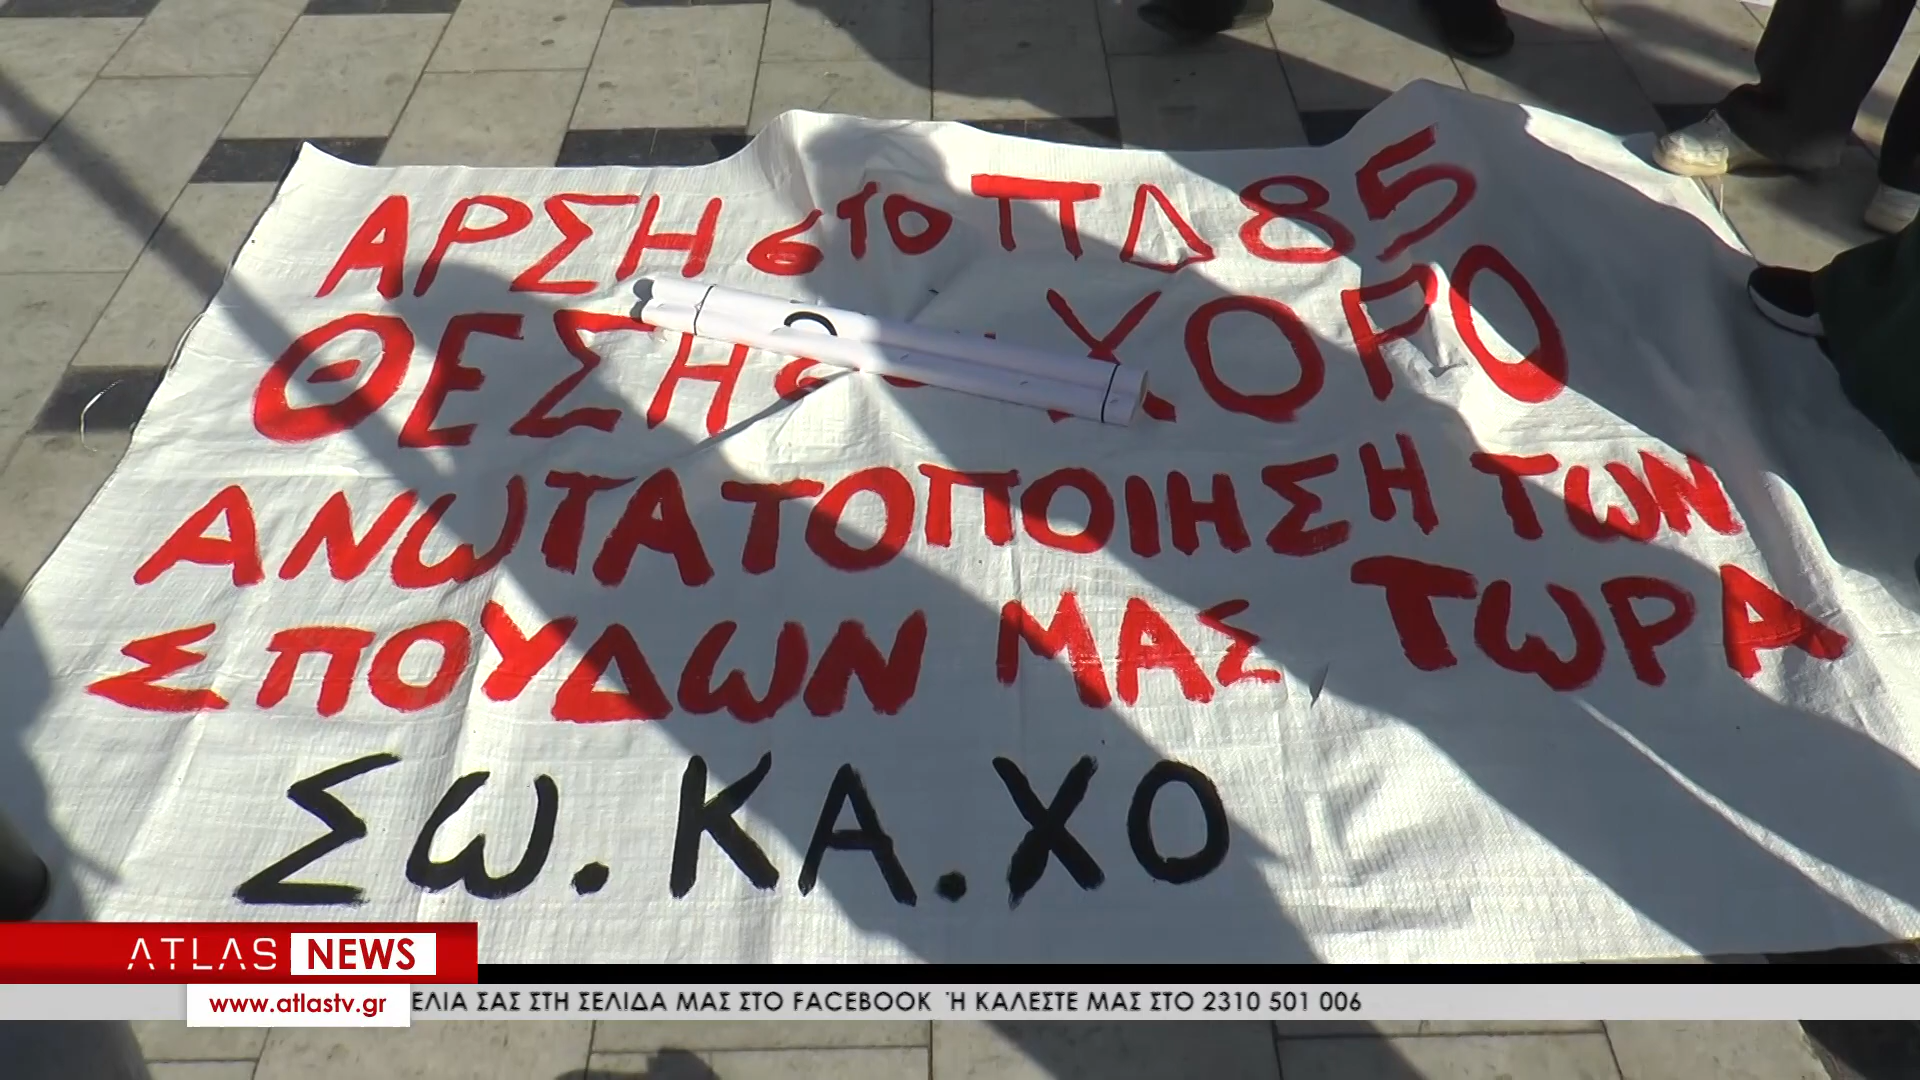 ΑΡΣΗ στο ΠΔ85
ΘΕΣΗ ΧΟΡΟ
ΑΝΩΤΑΤΟΠΟΙΗΣΗ ΤΩΝ
ΣΠΟΥΔΩΝ ΜΑΣ ΤΩΡΑ
ΣΩ.ΚΑ.ΧΟ
ATLAS NEWS
www.atlastv.gr
ΕΛΙΑ ΣΑΣ ΣΤΗ ΣΕΛΙΔΑ ΜΑΣ ΣΤΟ FACEBOOK Ή ΚΑΛΕΣΤΕ ΜΑΣ ΣΤΟ 2310 501 006